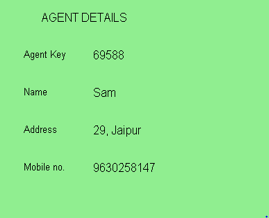 AGENT DETAILS
Agent Key 69588
Name Sam
Address 29, Jaipur
Mobile no. 9630258147